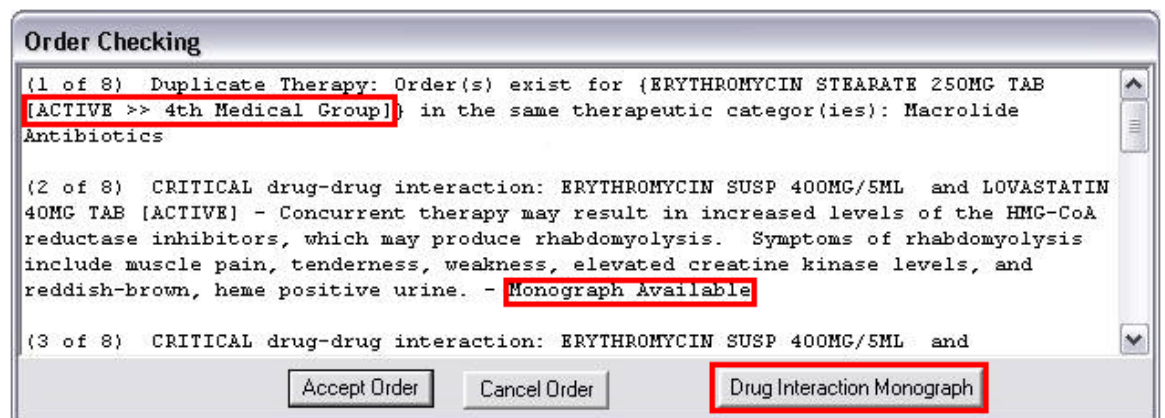 Order Checking
(1 of 8)  Duplicate Therapy: Order(s) exist for {ERYTHROMYCIN STEARATE 250MG TAB
[ACTIVE >> 4th Medical Group]} in the same therapeutic categor(ies): Macrolide
Antibiotics
(2 of 8)  CRITICAL drug-drug interaction: ERYTHROMYCIN SUSP 400MG/5ML  and LOVASTATIN
40MG TAB [ACTIVE] - Concurrent therapy may result in increased levels of the HMG-CoA
reductase inhibitors, which may produce rhabdomyolysis.  Symptoms of rhabdomyolysis
include muscle pain, tenderness, weakness, elevated creatine kinase levels, and
reddish-brown, heme positive urine. - Monograph Available
(3 of 8)  CRITICAL drug-drug interaction: ERYTHROMYCIN SUSP 400MG/5ML  and
Accept Order Cancel Order Drug Interaction Monograph